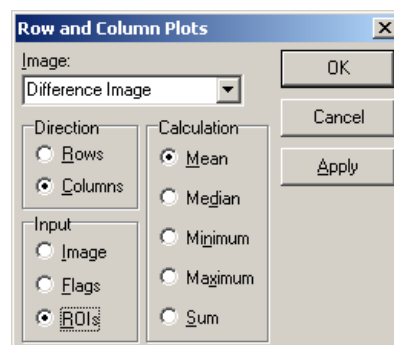 Row and Column Plots
Image:
Difference Image
OK
Cancel
Apply
Direction
Rows
Columns
Calculation
Mean
Median
Minimum
Maximum
Sum
Input
Image
Flags
ROIs